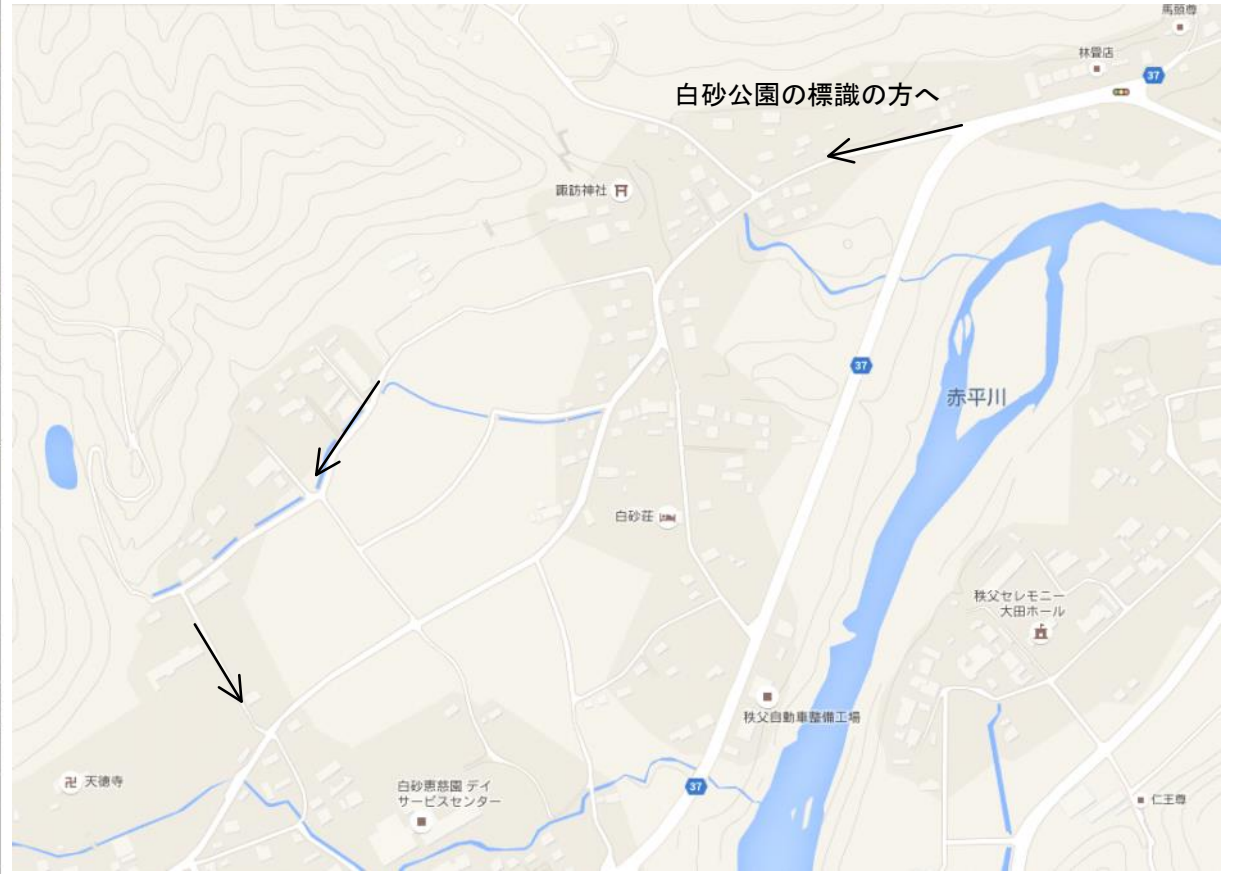 馬頭尊
林畳店
37
白砂公園の標識の方へ
諏訪神社
37
赤平川
白砂荘
秩父セレモニー
大田ホール
秩父自動車整備工場
天徳寺
白砂恵慈園 デイ
サービスセンター
37
仁王尊